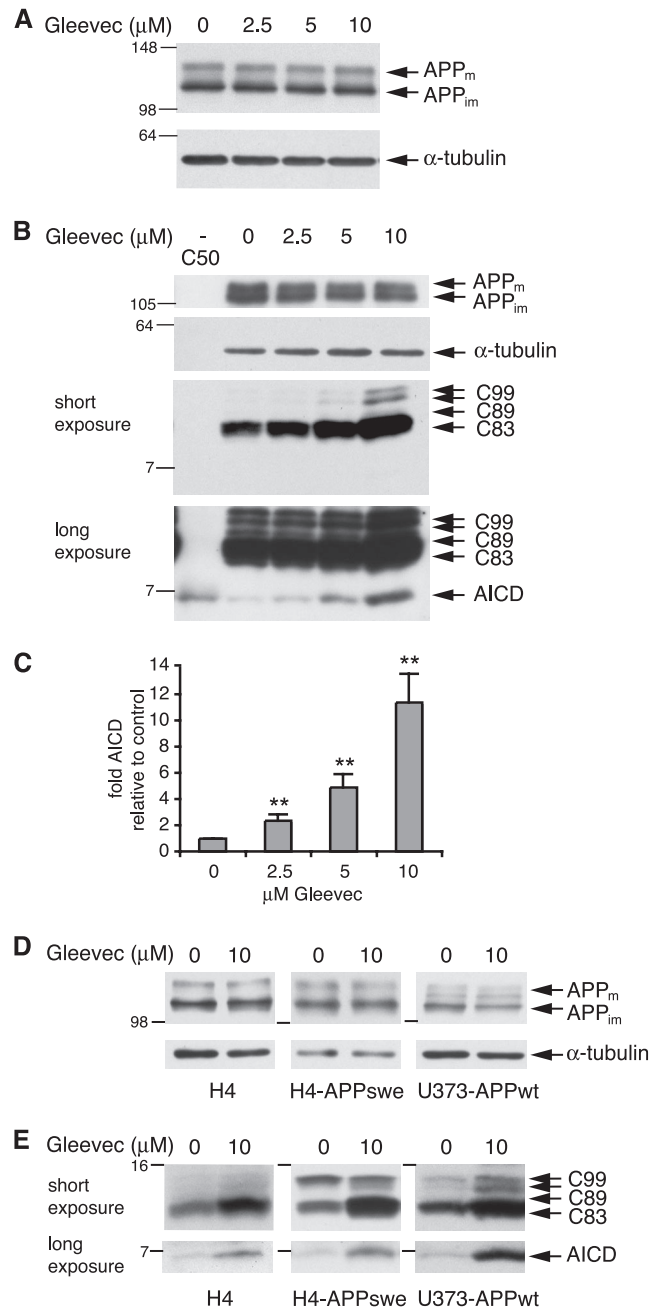 A
Gleevec (μM) 0 2.5 5 10
148
APPm
APPim
98
64
α-tubulin
B
Gleevec (μM) - 0 2.5 5 10
C50
APPm
APPim
105
64
α-tubulin
short
exposure
C99
C89
C83
7
long
exposure
C99
C89
C83
7
AICD
C
fold AICD
relative to control
14
12
10
8
6
4
2
0
**
**
**
0 2.5 5 10
μM Gleevec
D
Gleevec (μM) 0 10 0 10 0 10
APPm
APPim
98
α-tubulin
H4 H4-APPswe U373-APPwt
E
Gleevec (μM) 0 10 0 10 0 10
16
short
exposure
C99
C89
C83
long
exposure
7
AICD
H4 H4-APPswe U373-APPwt